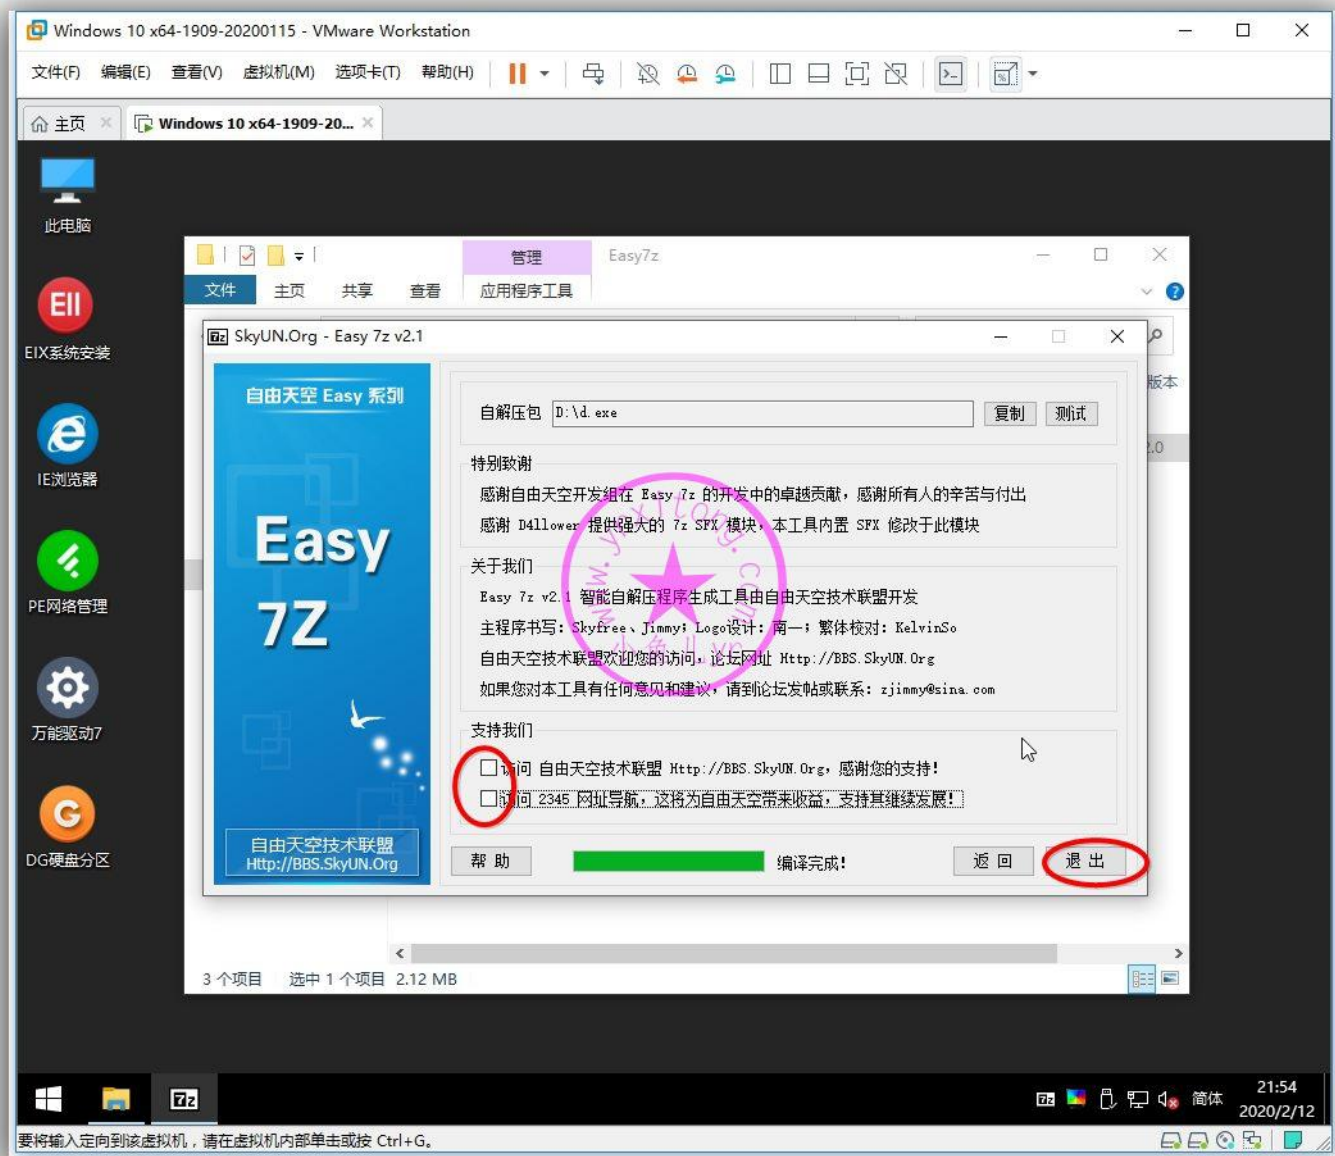 Windows 10 x64-1909-20200115 - VMware Workstation
文件(F) 编辑(E) 查看(V) 虚拟机(M) 选项卡(T) 帮助(H)
主页 Windows 10 x64-1909-20...
此电脑
EII
EIX系统安装
IE浏览器
PE网络管理
万能驱动7
G
DG硬盘分区
管理 Easy7z
文件 主页 共享 查看 应用程序工具
7z SkyUN.Org - Easy 7z v2.1
版本
2.0
自由天空 Easy 系列
Easy
7Z
自由天空技术联盟
Http://BBS.SkyUN.Org
自解压包 D:\d.exe 复制 测试
特别致谢
感谢自由天空开发组在 Easy 7z 的开发中的卓越贡献，感谢所有人的辛苦与付出
感谢 D4llower 提供强大的 7z SFX 模块，本工具内置 SFX 修改于此模块
关于我们
Easy 7z v2.1 智能自解压程序生成工具由自由天空技术联盟开发
主程序书写：Skyfree、Jimmy；Logo设计：南一；繁体校对：KelvinSo
自由天空技术联盟欢迎您的访问，论坛网址 Http://BBS.SkyUN.Org
如果您对本工具有任何意见和建议，请到论坛发帖或联系：zjimmy@sina.com
www.ypxitong.com
小鱼儿yr
支持我们
访问 自由天空技术联盟 Http://BBS.SkyUN.Org，感谢您的支持！
访问 2345 网址导航，这将为自由天空带来收益，支持其继续发展！
帮 助 编译完成！ 返 回 退 出
3 个项目 选中 1 个项目 2.12 MB
7z 7z 简体 21:54
2020/2/12
要将输入定向到该虚拟机，请在虚拟机内部单击或按 Ctrl+G。